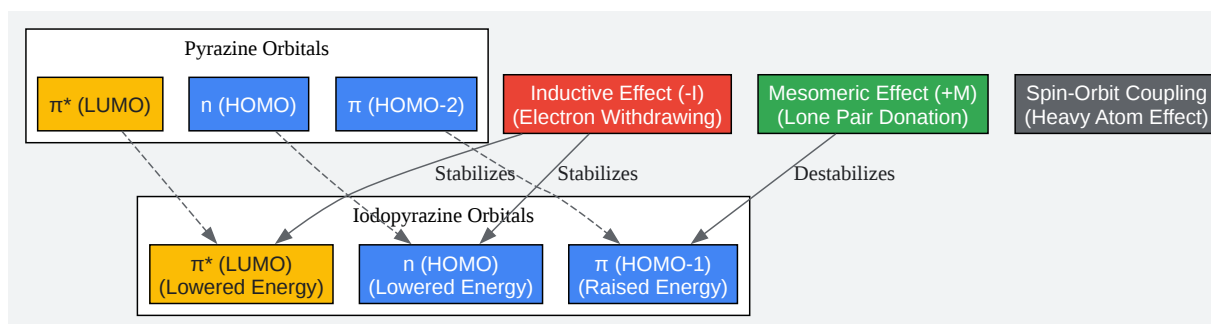 Pyrazine Orbitals
π* (LUMO)
n (HOMO)
π (HOMO-2)
Inductive Effect (-I)
(Electron Withdrawing)
Mesomeric Effect (+M)
(Lone Pair Donation)
Spin-Orbit Coupling
(Heavy Atom Effect)
Stabilizes
Stabilizes
Destabilizes
Iodopyrazine Orbitals
π* (LUMO)
(Lowered Energy)
n (HOMO)
(Lowered Energy)
π (HOMO-1)
(Raised Energy)